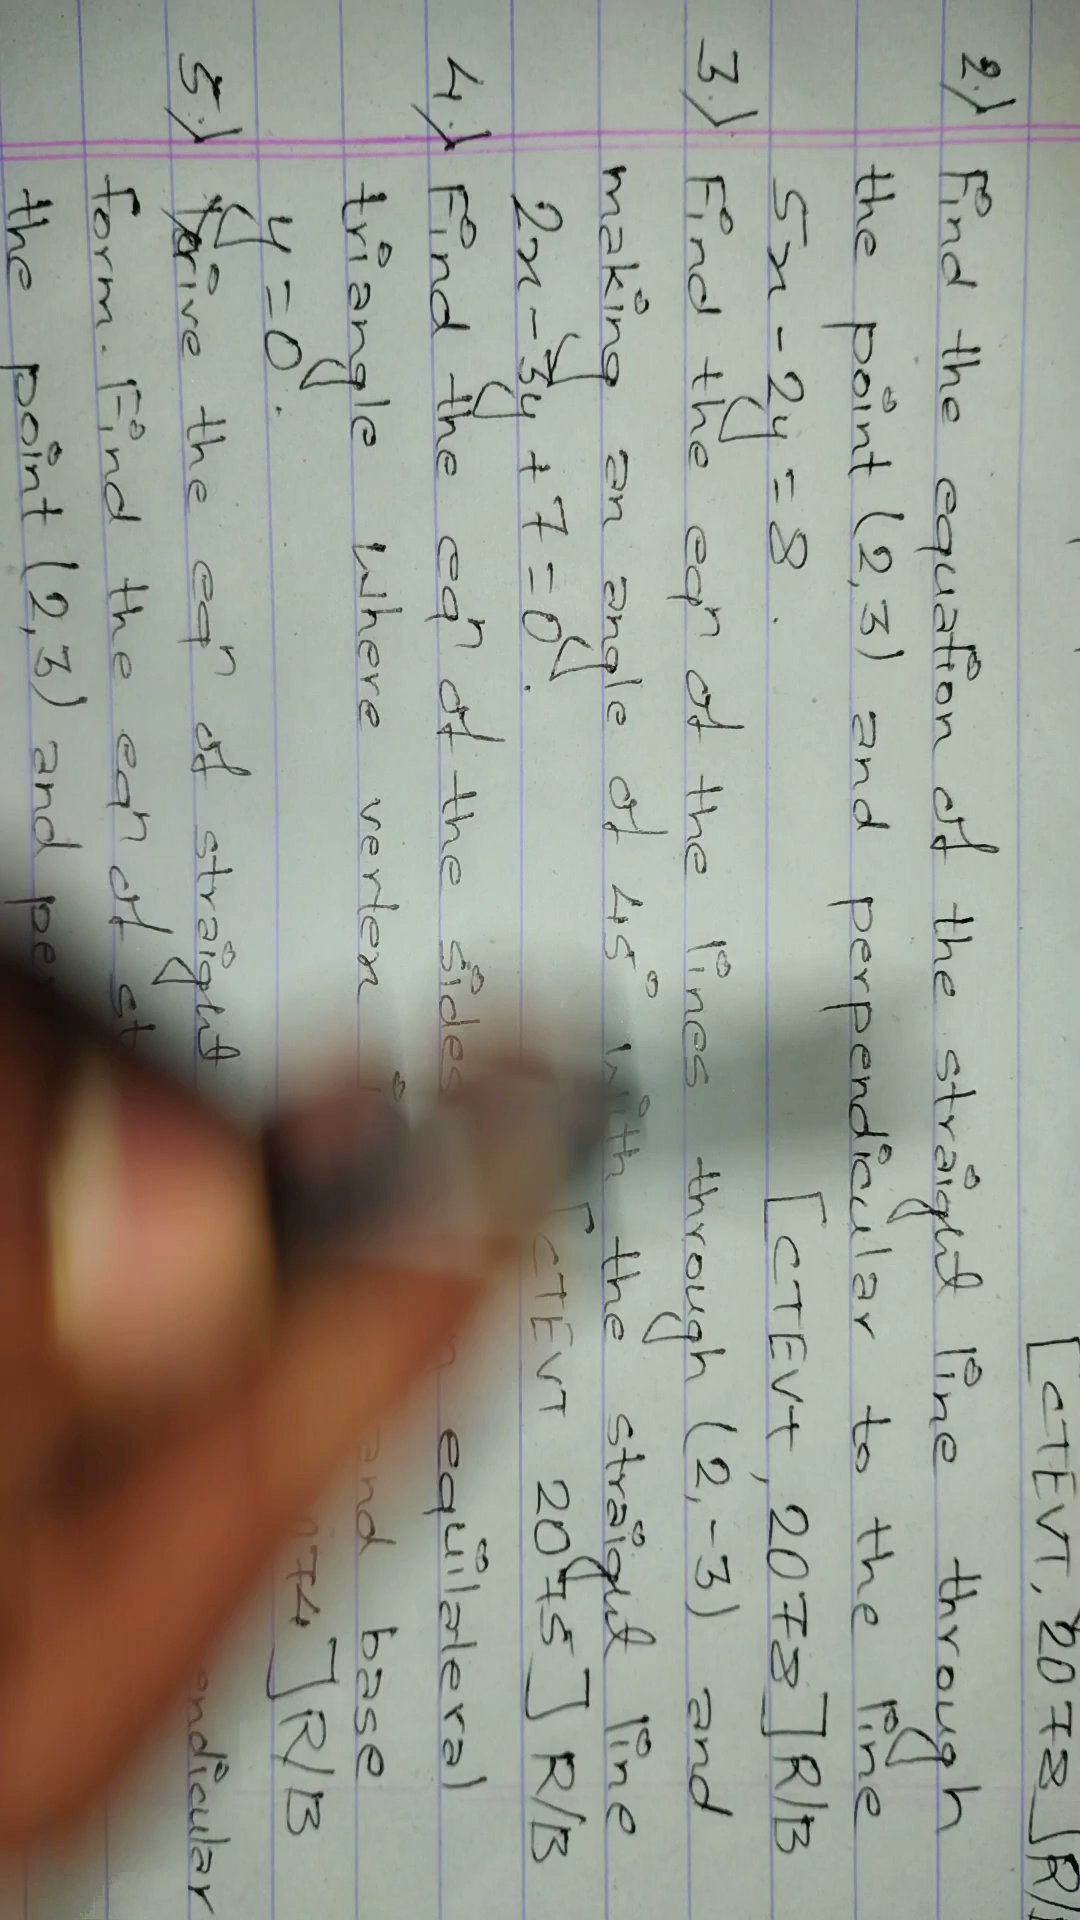 [CTEVT, 2078] R/
2.) Find the equation of the straight line through
the point (2,3) and perpendicular to the line
5x - 2y = 8. [CTEVT, 2078] R/B
3.) Find the eqn of the lines through (2,-3) and
making an angle of 45° with the straight line
2x - 3y + 7 = 0. [CTEVT 2075] R/B
4.) Find the eqn of the sides equilateral
triangle where vertex and base
y = 0. 074] R/B
5.) the eqn of straight endicular
form. Find the eqn of st
the point (2,3) and pe